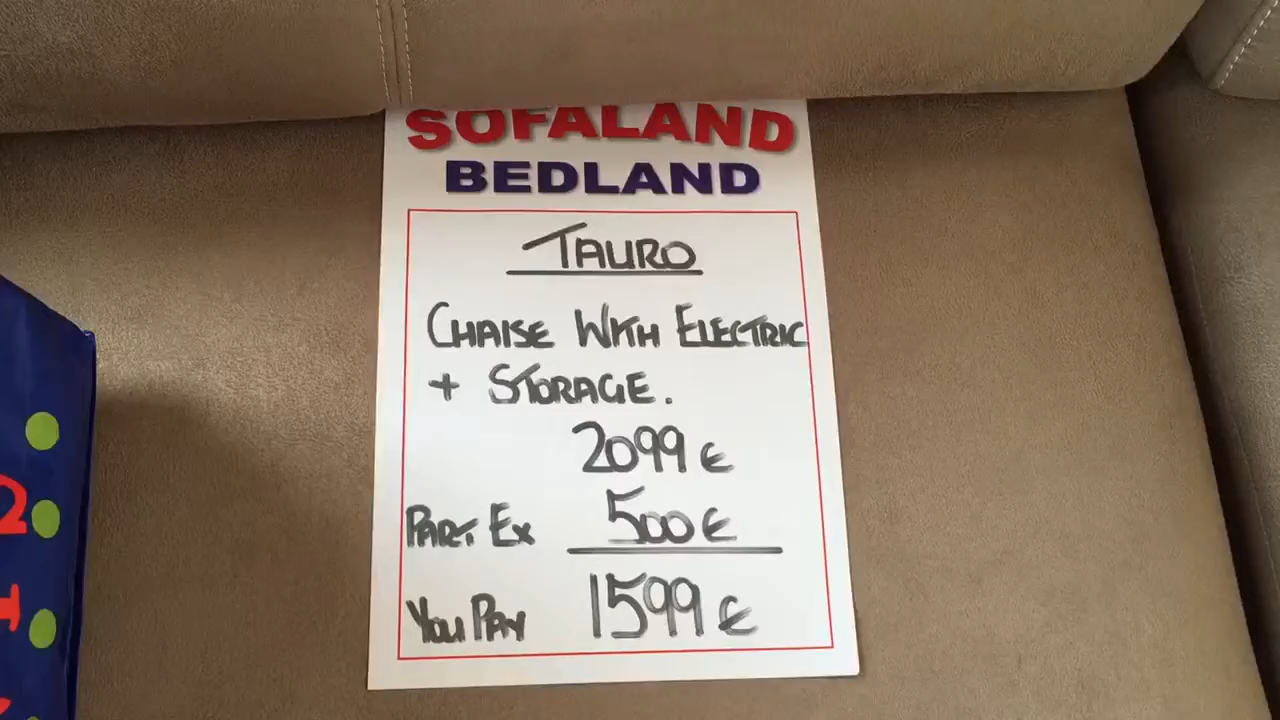 SOFALAND
BEDLAND
TAURO
CHAISE WITH ELECTRIC
+ STORAGE.
2099 €
PART EX 500 €
YOU PAY 1599 €